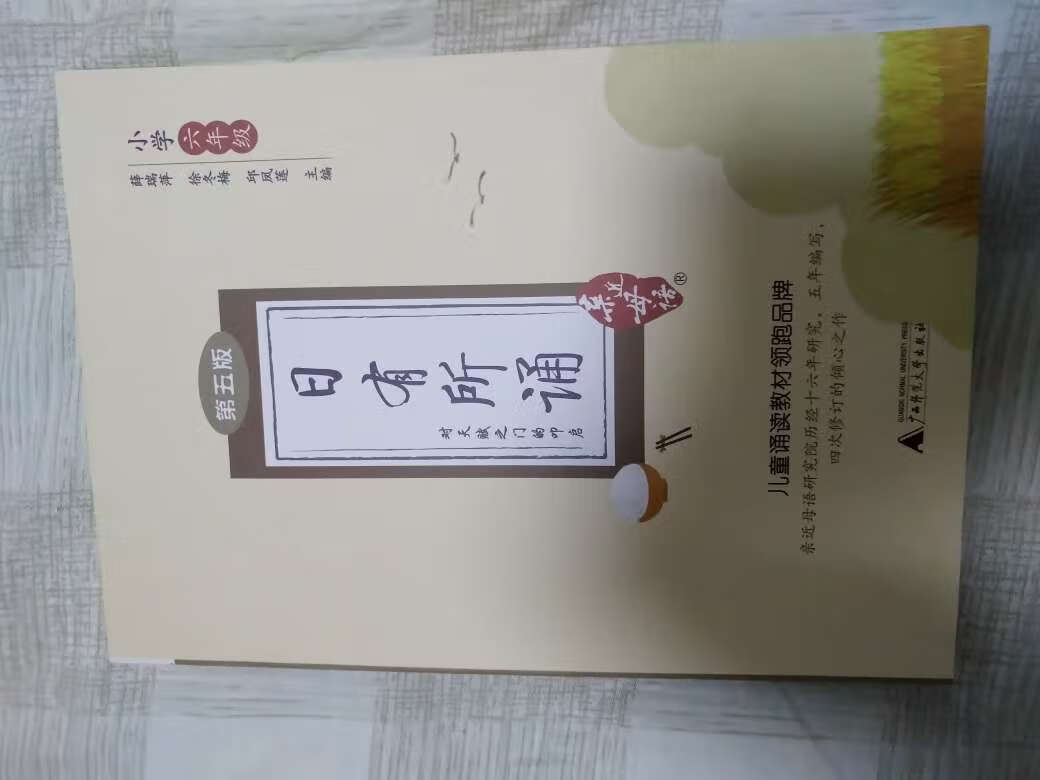 小学六年级
薛瑞萍 徐冬梅 邱凤莲 主编
第五版
日有所诵
对天赋之门的叩启
亲近母语®
儿童诵读教材领跑品牌
亲近母语研究院历经十六年研究,五年编写,
四次修订的倾心之作
GUANGXI NORMAL UNIVERSITY PRESS
广西师范大学出版社